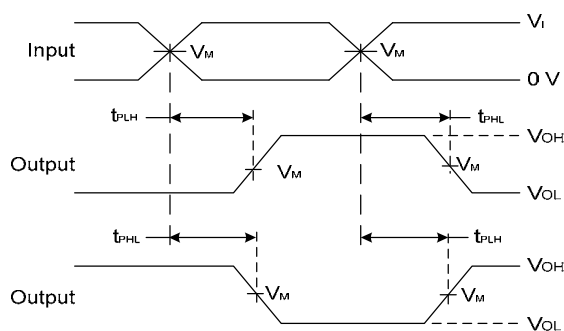 VI
Input VM VM
0 V
tPLH tPHL
VOH
Output VM VM
VOL
tPHL tPLH
VOH
Output VM VM
VOL